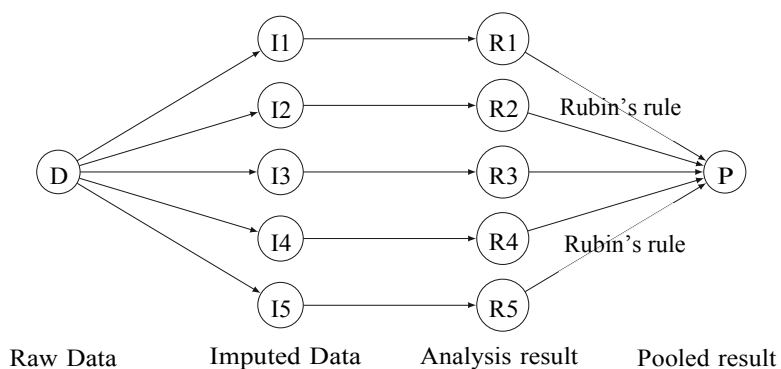 I1
R1
I2
R2
Rubin's rule
D
I3
R3
P
I4
R4
Rubin's rule
I5
R5
Raw Data
Imputed Data
Analysis result
Pooled result